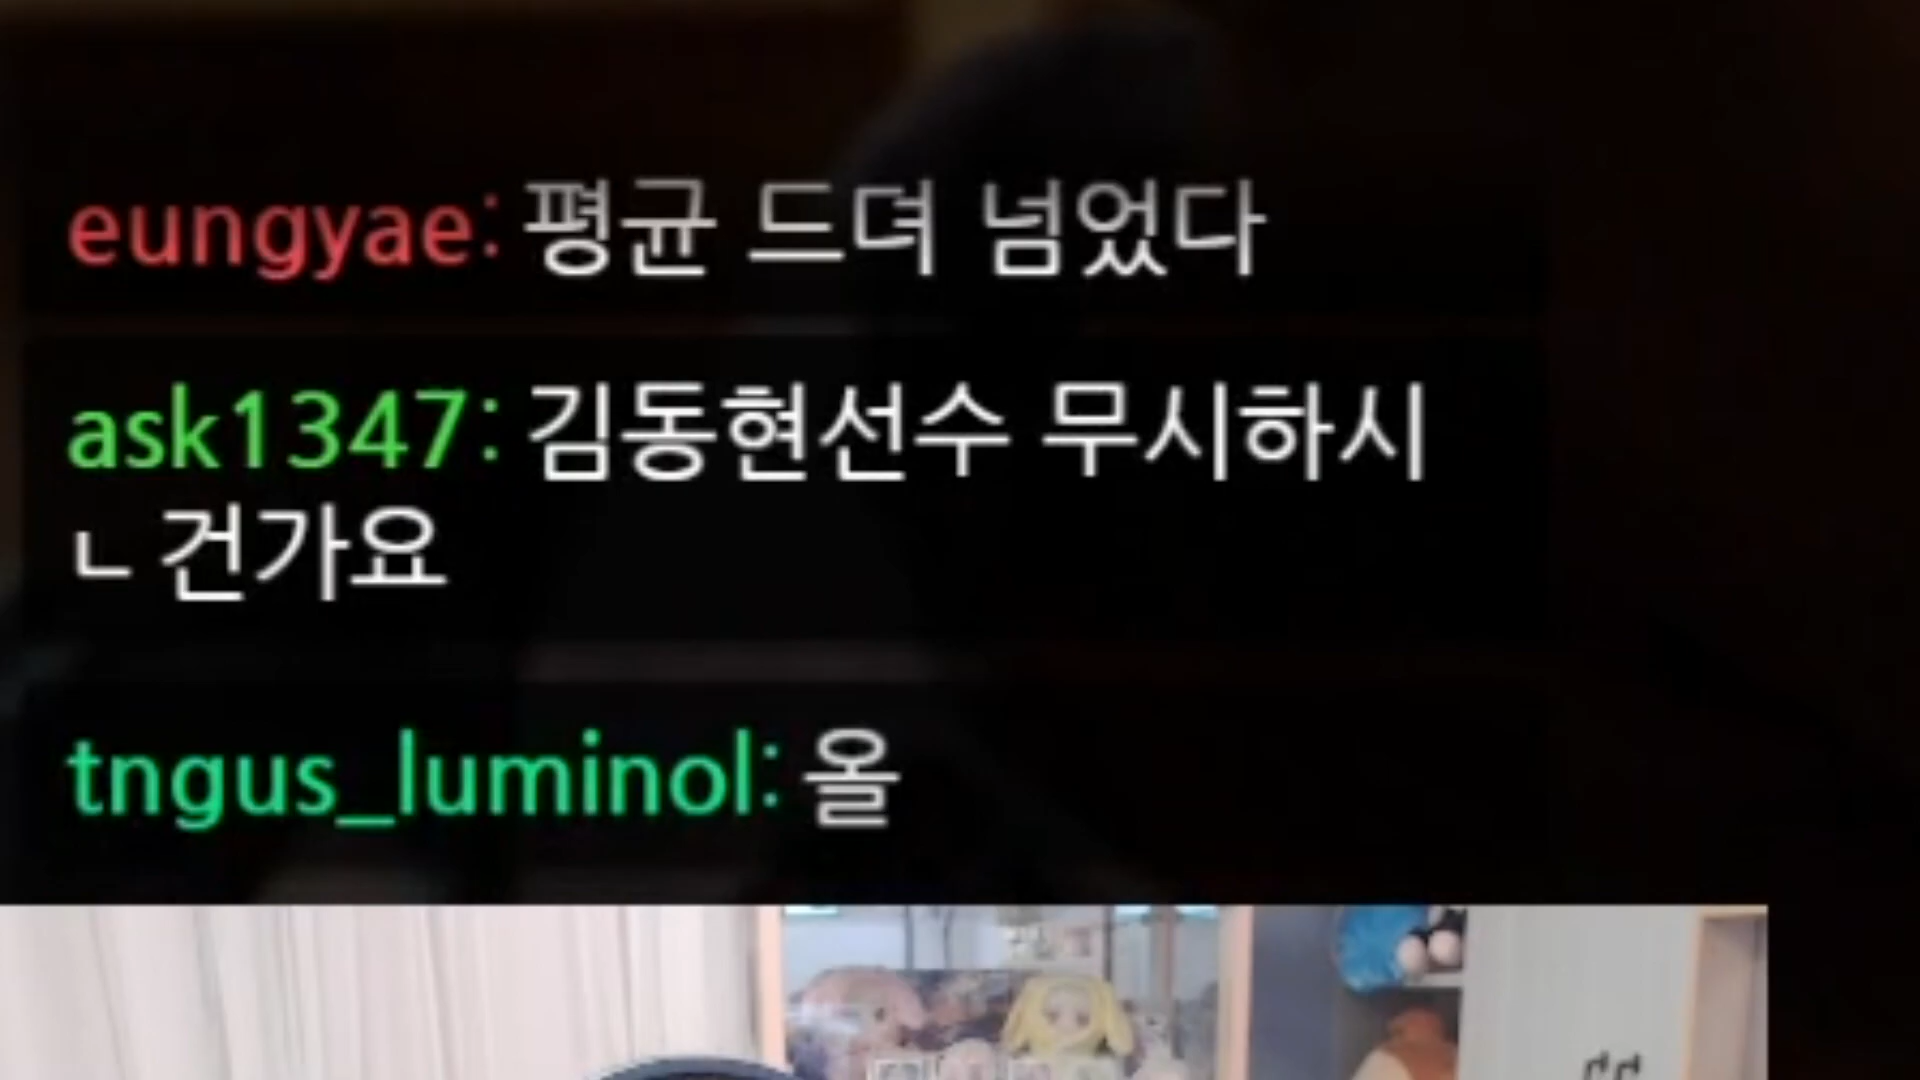 eungyae: 평균 드뎌 넘었다
ask1347: 김동현선수 무시하시
ㄴ건가요
tngus_luminol: 올